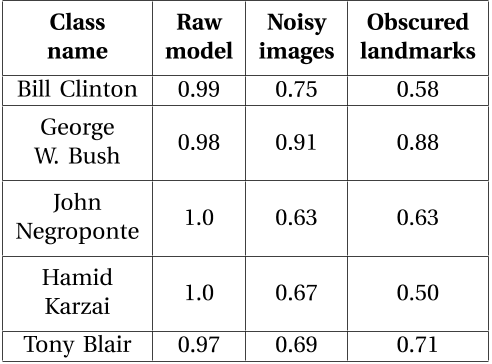 Class name Raw model Noisy images Obscured landmarks
Bill Clinton 0.99 0.75 0.58
George W. Bush 0.98 0.91 0.88
John Negroponte 1.0 0.63 0.63
Hamid Karzai 1.0 0.67 0.50
Tony Blair 0.97 0.69 0.71